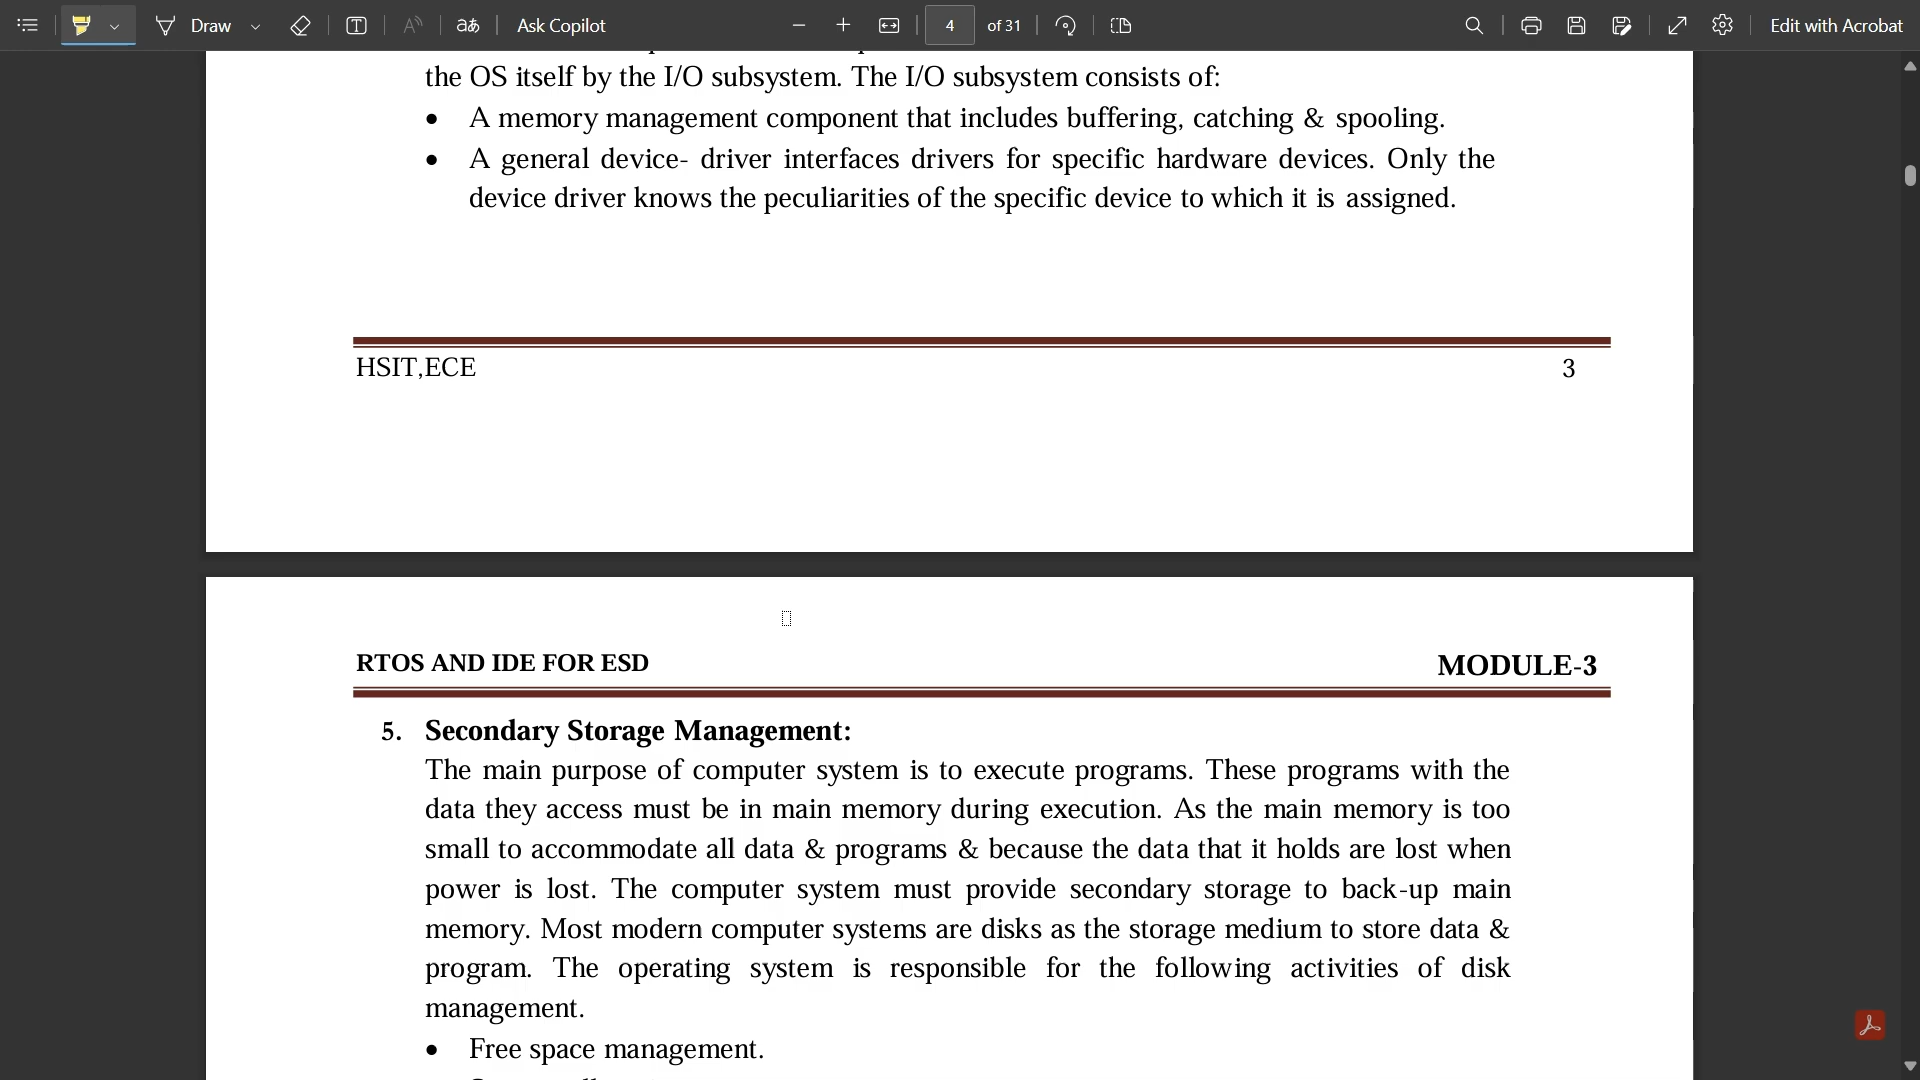 Draw
aあ
Ask Copilot
4
of 31
Edit with Acrobat
the OS itself by the I/O subsystem. The I/O subsystem consists of:
• A memory management component that includes buffering, catching & spooling.
• A general device- driver interfaces drivers for specific hardware devices. Only the
device driver knows the peculiarities of the specific device to which it is assigned.
HSIT,ECE
3
RTOS AND IDE FOR ESD
MODULE-3
5. Secondary Storage Management:
The main purpose of computer system is to execute programs. These programs with the
data they access must be in main memory during execution. As the main memory is too
small to accommodate all data & programs & because the data that it holds are lost when
power is lost. The computer system must provide secondary storage to back-up main
memory. Most modern computer systems are disks as the storage medium to store data &
program. The operating system is responsible for the following activities of disk
management.
• Free space management.